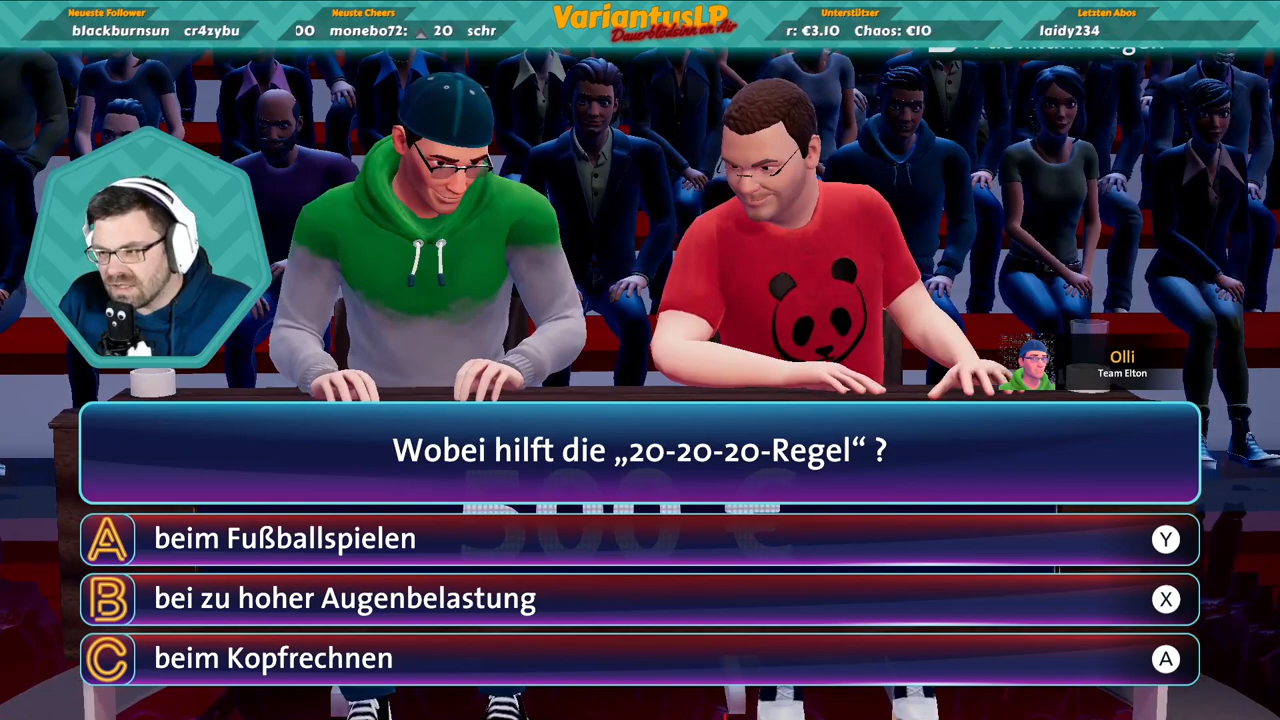 Neueste Follower
blackburnsun cr4zybu
Neuste Cheers
00 monebo72: 20 schr
VariantusLP
Dauerblödsinn on Air
Unterstützer
r: €3.10 Chaos: €10
Letzten Abos
laidy234
Olli
Team Elton
Wobei hilft die „20-20-20-Regel“ ?
500 €
A beim Fußballspielen Y
B bei zu hoher Augenbelastung X
C beim Kopfrechnen A